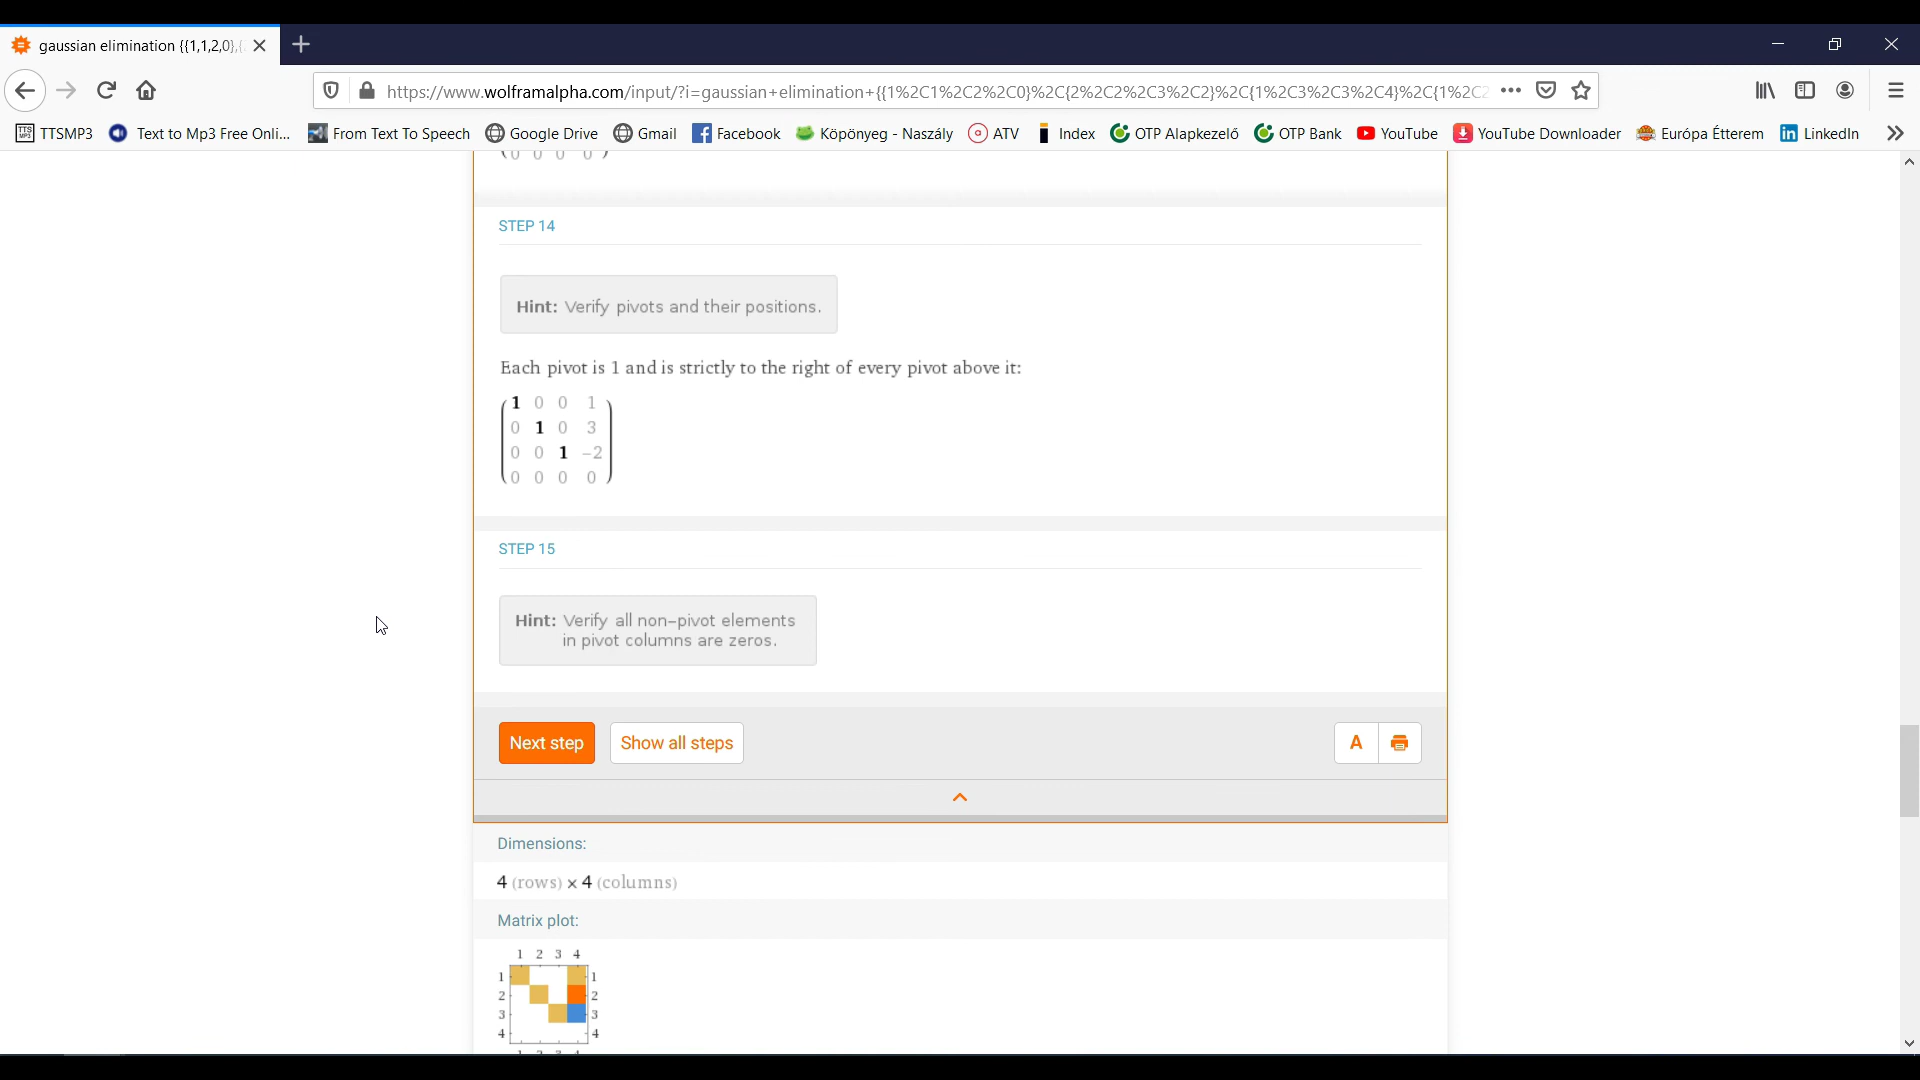 gaussian elimination {{1,1,2,0},{
https://www.wolframalpha.com/input/?i=gaussian+elimination+{{1%2C1%2C2%2C0}%2C{2%2C2%2C3%2C2}%2C{1%2C3%2C3%2C4}%2C{1%2C2
TTS MP3 TTSMP3 Text to Mp3 Free Onli... From Text To Speech Google Drive Gmail Facebook Köpönyeg - Naszály ATV Index OTP Alapkezelő OTP Bank YouTube YouTube Downloader Európa Étterem LinkedIn
0 0 0 0
STEP 14
Hint: Verify pivots and their positions.
Each pivot is 1 and is strictly to the right of every pivot above it:
1 0 0 1
0 1 0 3
0 0 1 -2
0 0 0 0
STEP 15
Hint: Verify all non-pivot elements
in pivot columns are zeros.
Next step Show all steps A
Dimensions:
4 (rows) × 4 (columns)
Matrix plot:
1 2 3 4
1 1
2 2
3 3
4 4